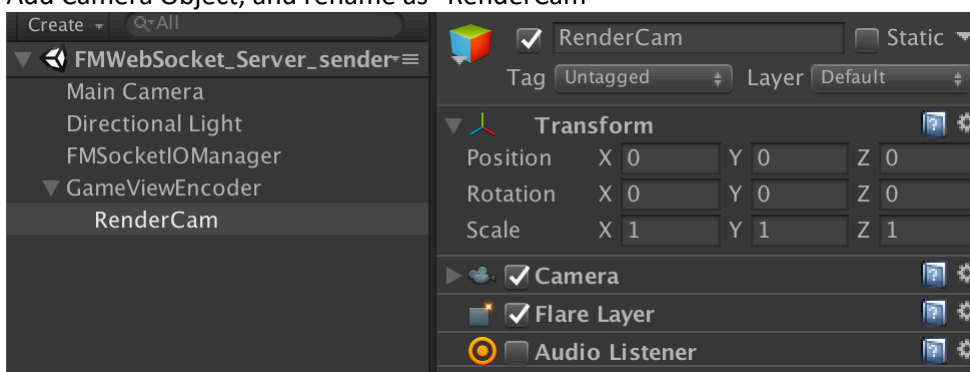 Add Camera Object, and rename as "RenderCam"
Create
All
FMWebSocket_Server_sender
Main Camera
Directional Light
FMSocketIOManager
GameViewEncoder
RenderCam
RenderCam Static
Tag Untagged Layer Default
Transform
Position X 0 Y 0 Z 0
Rotation X 0 Y 0 Z 0
Scale X 1 Y 1 Z 1
Camera
Flare Layer
Audio Listener